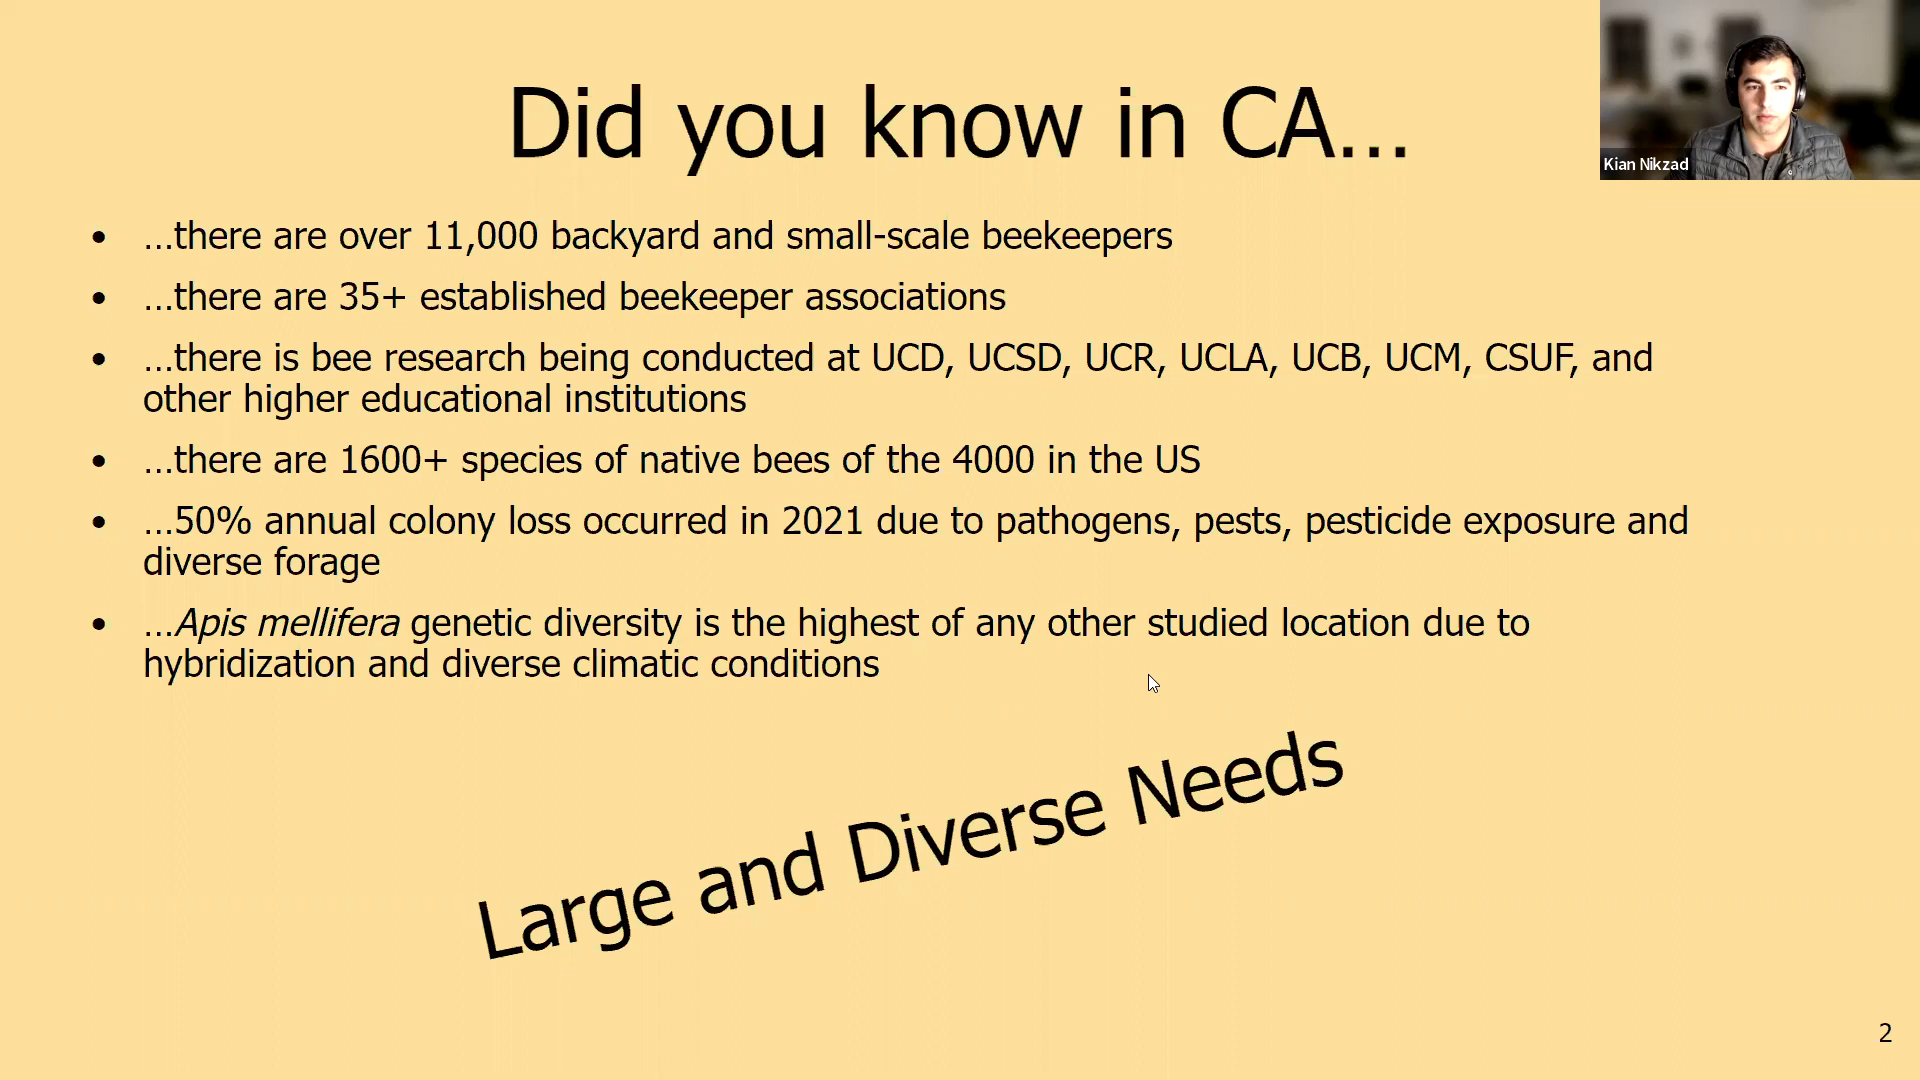 Did you know in CA…
Kian Nikzad
• …there are over 11,000 backyard and small-scale beekeepers
• …there are 35+ established beekeeper associations
• …there is bee research being conducted at UCD, UCSD, UCR, UCLA, UCB, UCM, CSUF, and
other higher educational institutions
• …there are 1600+ species of native bees of the 4000 in the US
• …50% annual colony loss occurred in 2021 due to pathogens, pests, pesticide exposure and
diverse forage
• …Apis mellifera genetic diversity is the highest of any other studied location due to
hybridization and diverse climatic conditions
Large and Diverse Needs
2